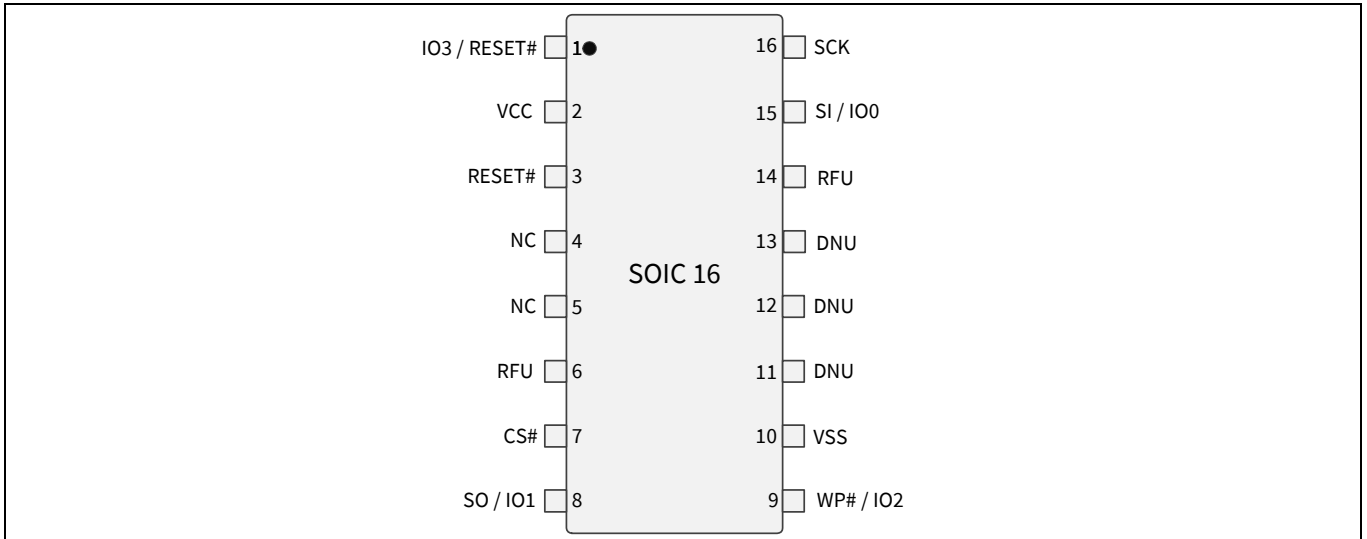 IO3 / RESET# 1 16 SCK
VCC 2 15 SI / IO0
RESET# 3 14 RFU
NC 4 13 DNU
SOIC 16
NC 5 12 DNU
RFU 6 11 DNU
CS# 7 10 VSS
SO / IO1 8 9 WP# / IO2